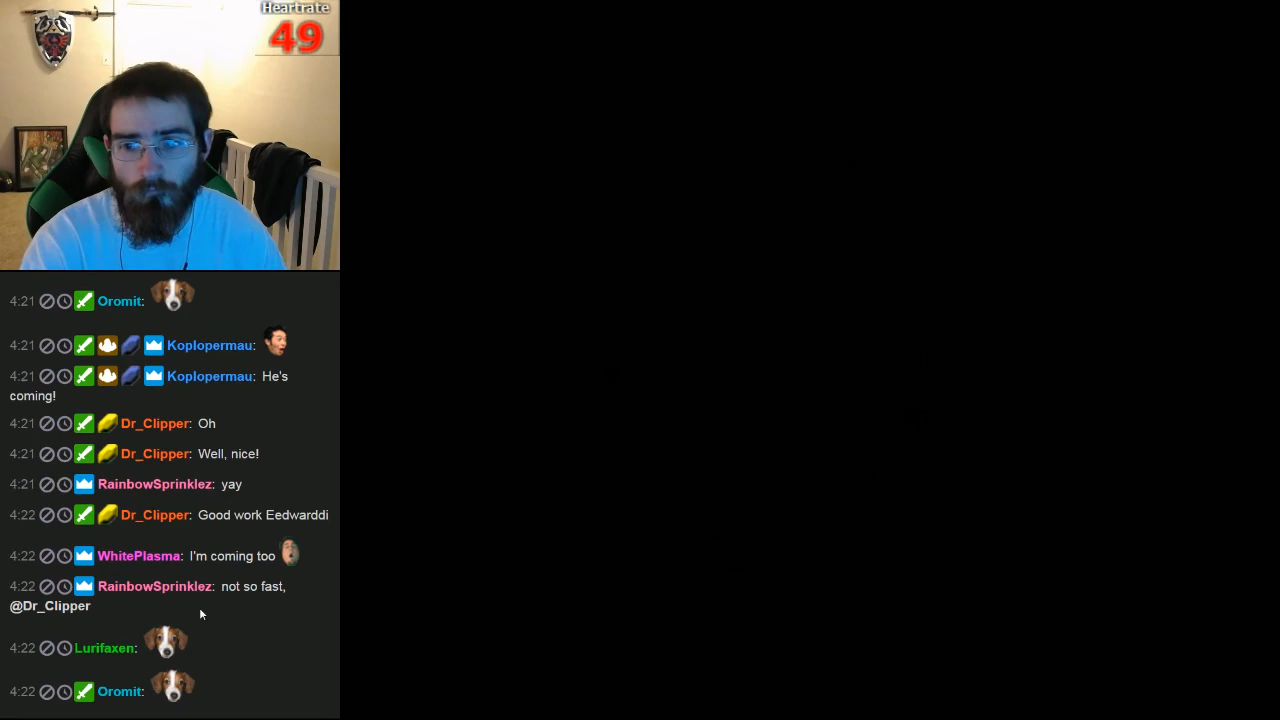 Heartrate
49
4:21 Oromit:
4:21 Koplopermau:
4:21 Koplopermau: He's
coming!
4:21 Dr_Clipper: Oh
4:21 Dr_Clipper: Well, nice!
4:21 RainbowSprinklez: yay
4:22 Dr_Clipper: Good work Eedwarddi
4:22 WhitePlasma: I'm coming too
4:22 RainbowSprinklez: not so fast,
@Dr_Clipper
4:22 Lurifaxen:
4:22 Oromit: